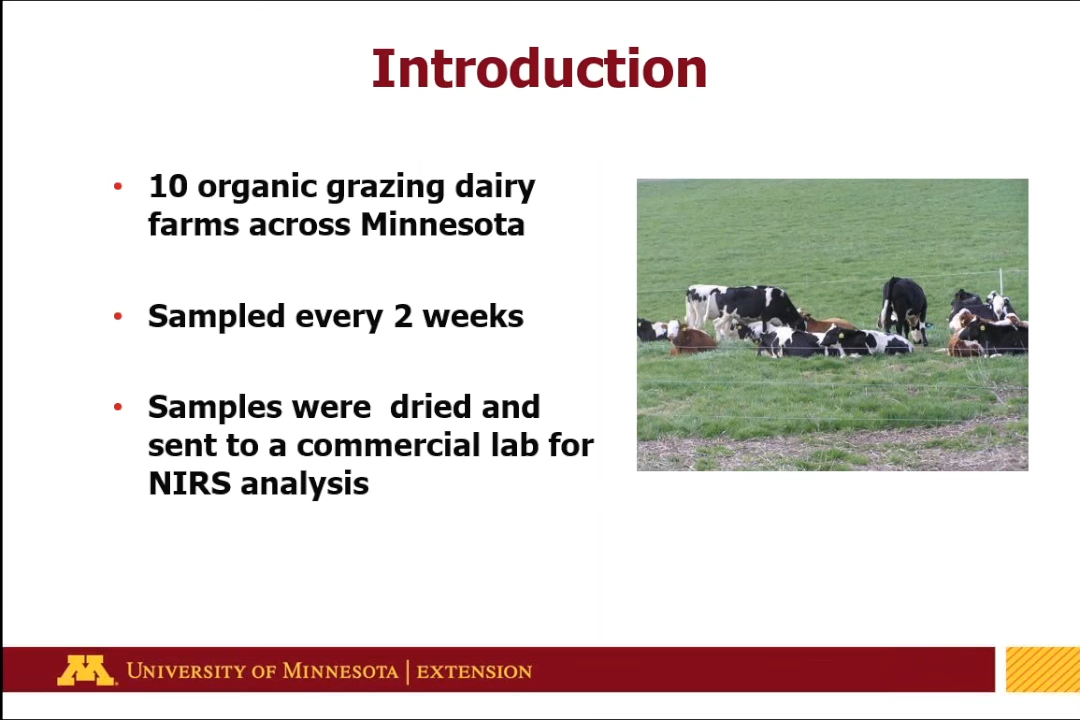 Introduction
• 10 organic grazing dairy
farms across Minnesota
• Sampled every 2 weeks
• Samples were  dried and
sent to a commercial lab for
NIRS analysis
M University of Minnesota | EXTENSION